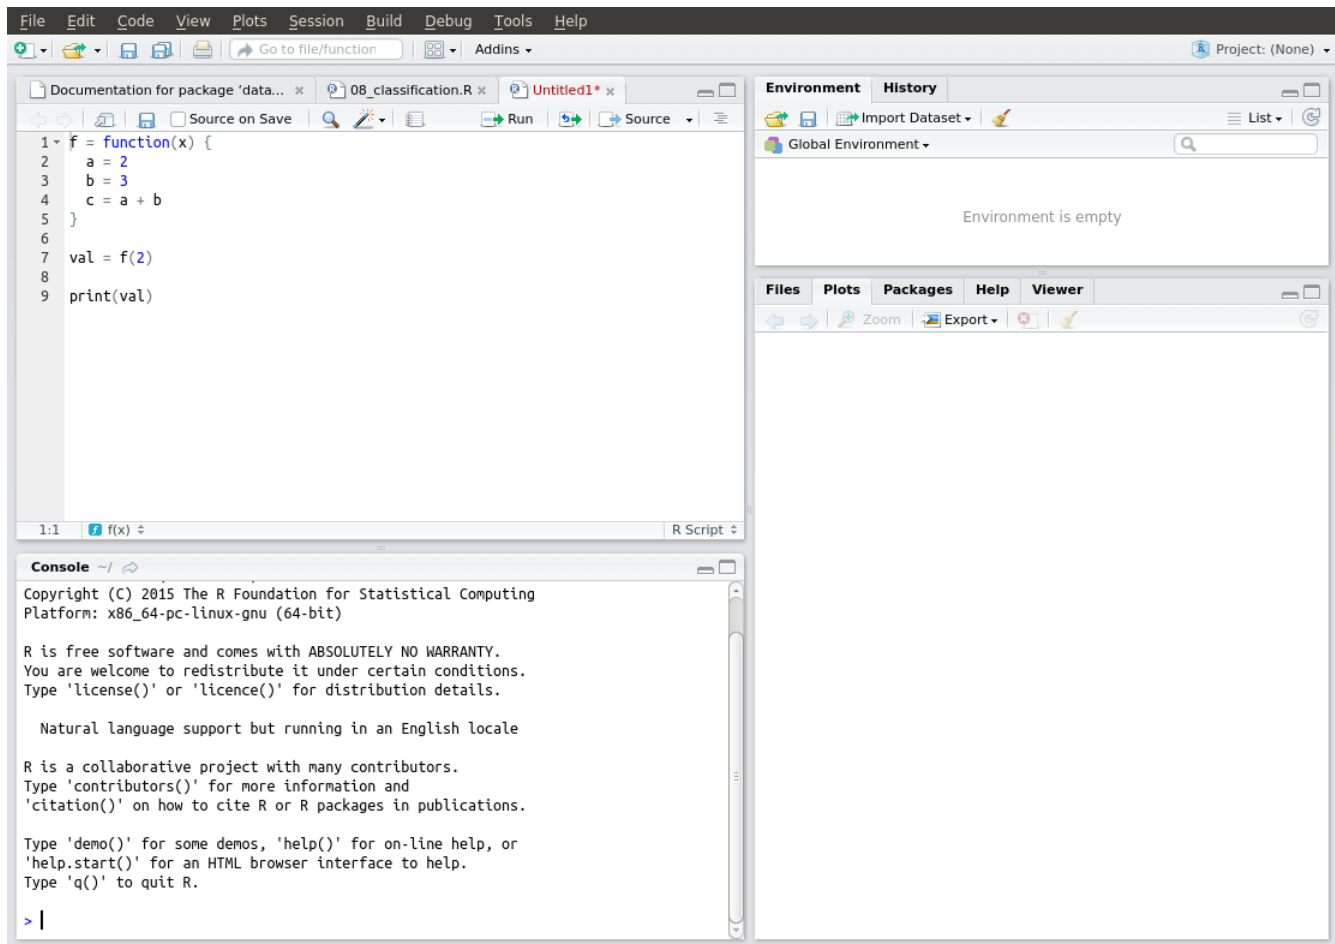 File Edit Code View Plots Session Build Debug Tools Help
Go to file/function Addins Project: (None)
Documentation for package 'data... 08_classification.R Untitled1*
Source on Save Run Source
1 f = function(x) {
2 a = 2
3 b = 3
4 c = a + b
5 }
6
7 val = f(2)
8
9 print(val)
1:1 f(x) R Script
Console ~/
Copyright (C) 2015 The R Foundation for Statistical Computing
Platform: x86_64-pc-linux-gnu (64-bit)
R is free software and comes with ABSOLUTELY NO WARRANTY.
You are welcome to redistribute it under certain conditions.
Type 'license()' or 'licence()' for distribution details.
Natural language support but running in an English locale
R is a collaborative project with many contributors.
Type 'contributors()' for more information and
'citation()' on how to cite R or R packages in publications.
Type 'demo()' for some demos, 'help()' for on-line help, or
'help.start()' for an HTML browser interface to help.
Type 'q()' to quit R.
>
Environment History
Import Dataset List
Global Environment
Environment is empty
Files Plots Packages Help Viewer
Zoom Export